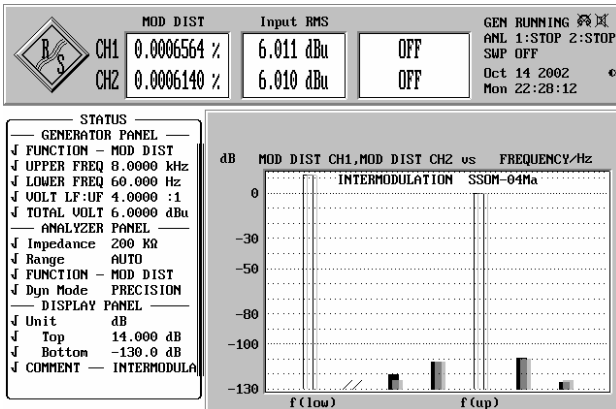 MOD DIST Input RMS
R S
CH1 0.0006564 % 6.011 dBu OFF
CH2 0.0006140 % 6.010 dBu OFF
GEN RUNNING
ANL 1:STOP 2:STOP
SWP OFF
Oct 14 2002
Mon 22:28:12
STATUS
GENERATOR PANEL
√ FUNCTION - MOD DIST
√ UPPER FREQ 8.0000 kHz
√ LOWER FREQ 60.000 Hz
√ VOLT LF:UF 4.0000 :1
√ TOTAL VOLT 6.0000 dBu
ANALYZER PANEL
√ Impedance 200 KΩ
√ Range AUTO
√ FUNCTION - MOD DIST
√ Dyn Mode PRECISION
DISPLAY PANEL
√ Unit dB
√ Top 14.000 dB
√ Bottom -130.0 dB
√ COMMENT — INTERMODULA
dB MOD DIST CH1,MOD DIST CH2 vs FREQUENCY/Hz
INTERMODULATION SSOM-04Ma
0
-30
-50
-80
-100
-130
f(low) f(up)